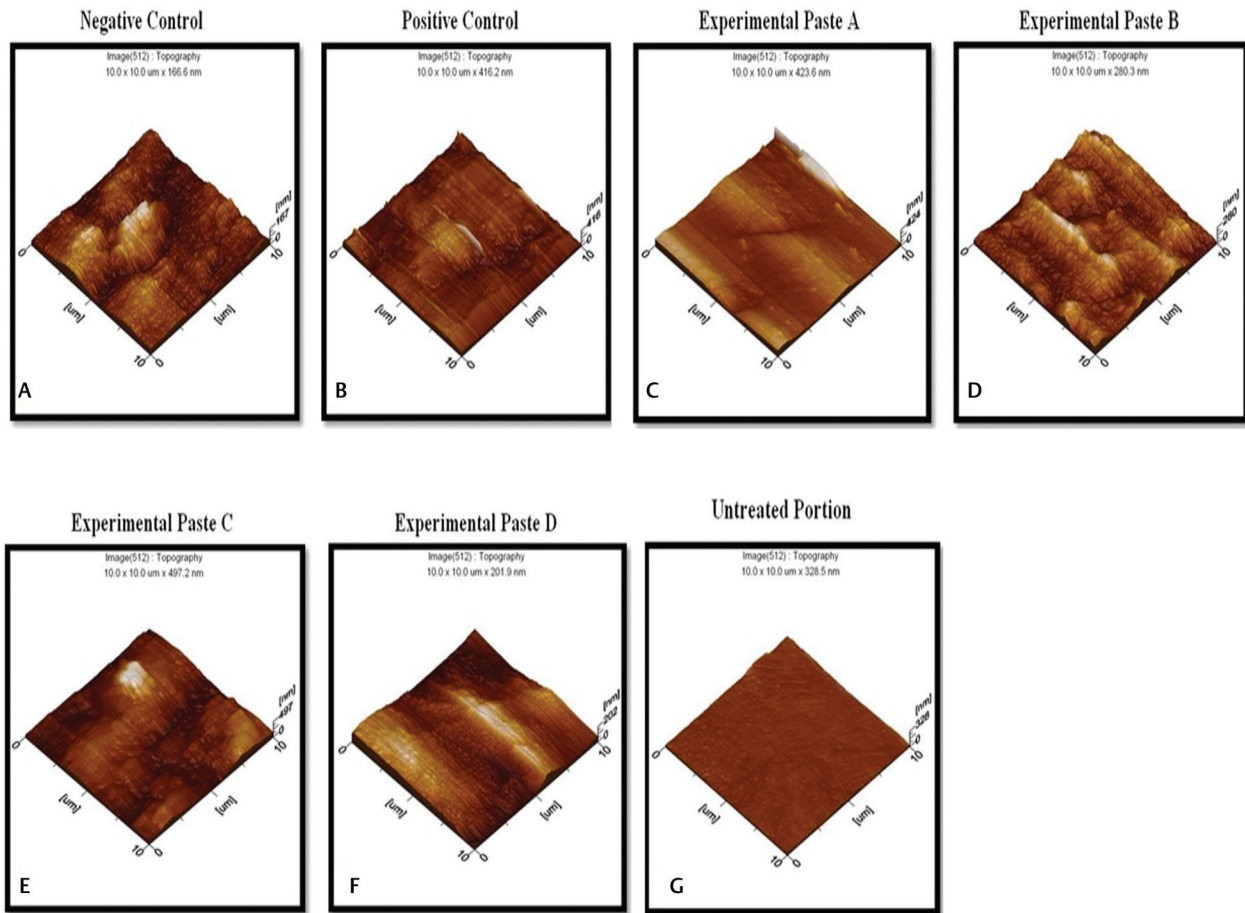 Negative Control
Image(512) : Topography
10.0 x 10.0 um x 166.6 nm
[nm]
167
0
10
0
[um]
[um]
10
0
A
Positive Control
Image(512) : Topography
10.0 x 10.0 um x 416.2 nm
[nm]
416
0
10
0
[um]
[um]
10
0
B
Experimental Paste A
Image(512) : Topography
10.0 x 10.0 um x 423.6 nm
[nm]
424
0
10
0
[um]
[um]
10
0
C
Experimental Paste B
Image(512) : Topography
10.0 x 10.0 um x 280.3 nm
[nm]
280
0
10
0
[um]
[um]
10
0
D
Experimental Paste C
Image(512) : Topography
10.0 x 10.0 um x 497.2 nm
[nm]
497
0
10
0
[um]
[um]
10
0
E
Experimental Paste D
Image(512) : Topography
10.0 x 10.0 um x 201.9 nm
[nm]
202
0
10
0
[um]
[um]
10
0
F
Untreated Portion
Image(512) : Topography
10.0 x 10.0 um x 328.5 nm
[nm]
328
0
10
0
[um]
[um]
10
0
G